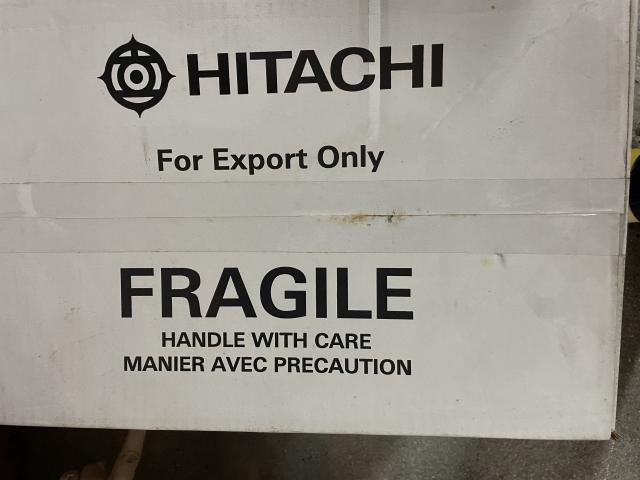 HITACHI
For Export Only
FRAGILE
HANDLE WITH CARE
MANIER AVEC PRECAUTION